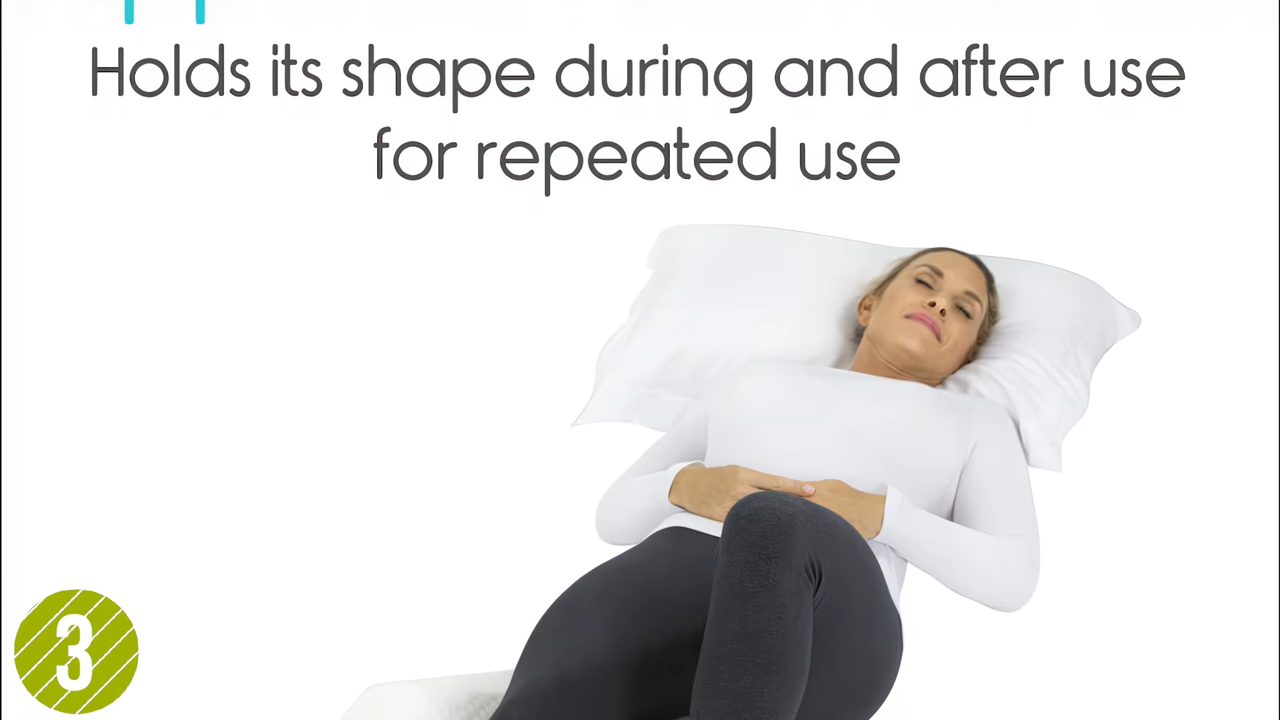 Holds its shape during and after use
for repeated use
3